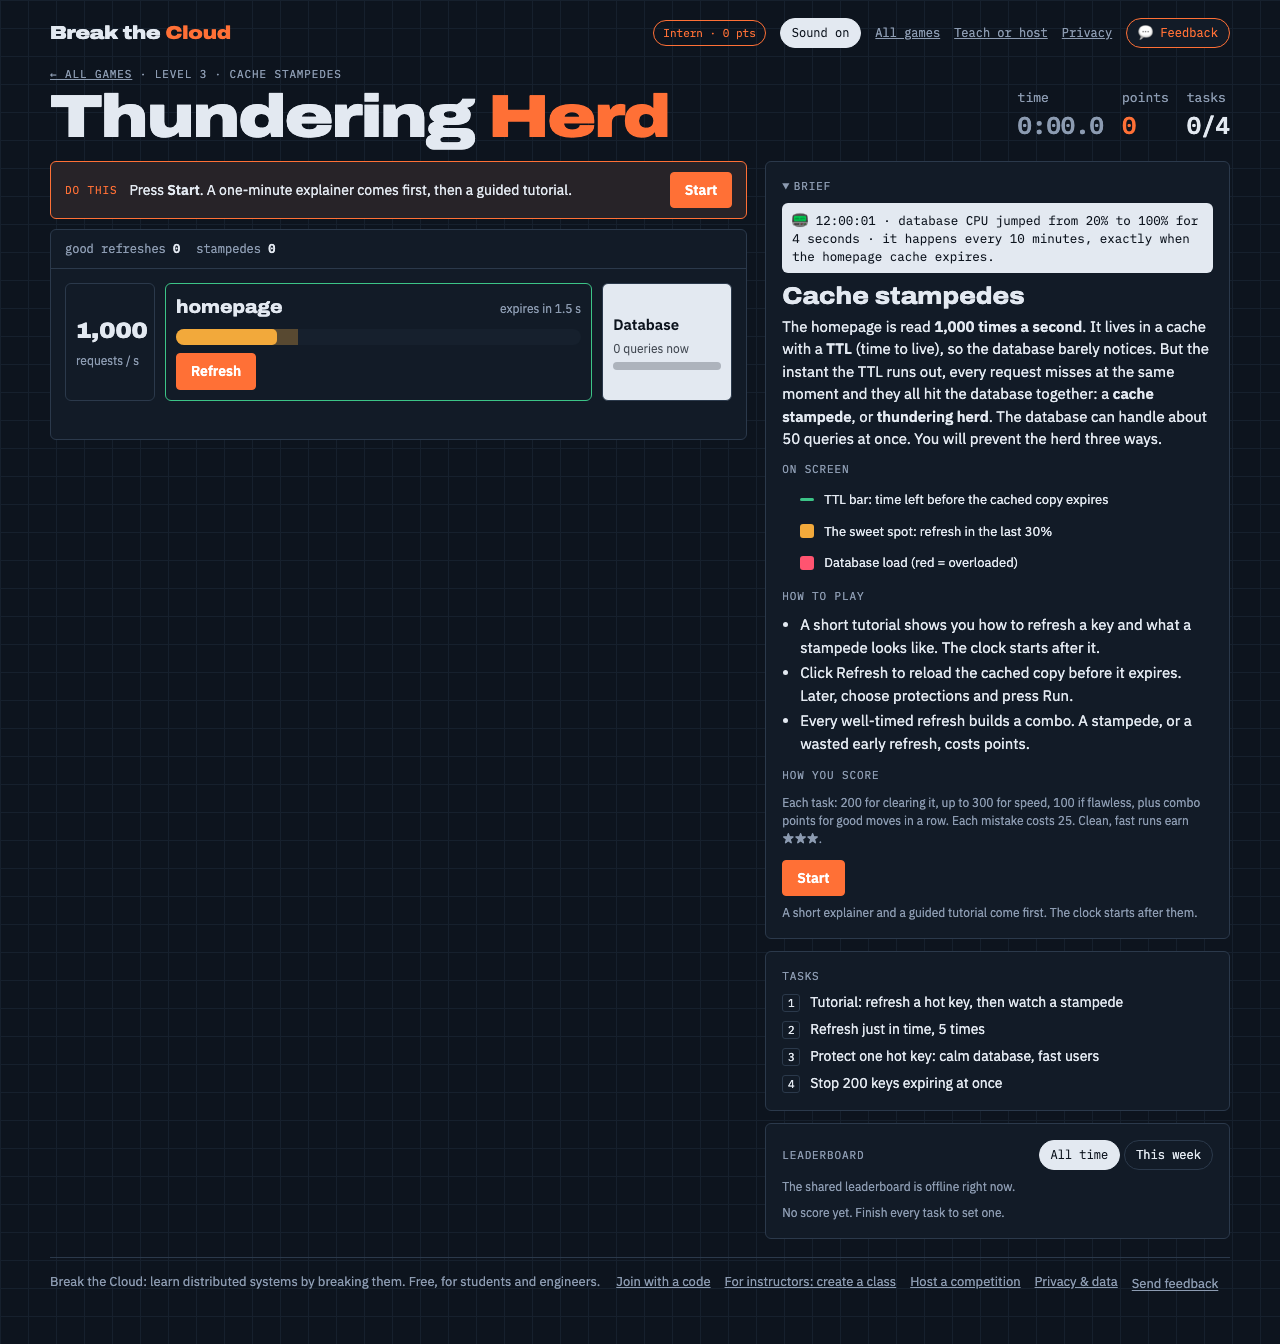 Break the Cloud
Intern · 0 pts
Sound on
All games
Teach or host
Privacy
💬 Feedback
← ALL GAMES · LEVEL 3 · CACHE STAMPEDES
Thundering Herd
time
0:00.0
points
0
tasks
0/4
DO THIS
Press Start. A one-minute explainer comes first, then a guided tutorial.
Start
good refreshes 0 stampedes 0
1,000
requests / s
homepage
expires in 1.5 s
Refresh
Database
0 queries now
▼ BRIEF
📟 12:00:01 · database CPU jumped from 20% to 100% for
4 seconds · it happens every 10 minutes, exactly when
the homepage cache expires.
Cache stampedes
The homepage is read 1,000 times a second. It lives in a cache
with a TTL (time to live), so the database barely notices. But the
instant the TTL runs out, every request misses at the same
moment and they all hit the database together: a cache
stampede, or thundering herd. The database can handle about
50 queries at once. You will prevent the herd three ways.
ON SCREEN
TTL bar: time left before the cached copy expires
The sweet spot: refresh in the last 30%
Database load (red = overloaded)
HOW TO PLAY
• A short tutorial shows you how to refresh a key and what a
stampede looks like. The clock starts after it.
• Click Refresh to reload the cached copy before it expires.
Later, choose protections and press Run.
• Every well-timed refresh builds a combo. A stampede, or a
wasted early refresh, costs points.
HOW YOU SCORE
Each task: 200 for clearing it, up to 300 for speed, 100 if flawless, plus combo
points for good moves in a row. Each mistake costs 25. Clean, fast runs earn
★★★.
Start
A short explainer and a guided tutorial come first. The clock starts after them.
TASKS
1 Tutorial: refresh a hot key, then watch a stampede
2 Refresh just in time, 5 times
3 Protect one hot key: calm database, fast users
4 Stop 200 keys expiring at once
LEADERBOARD
All time
This week
The shared leaderboard is offline right now.
No score yet. Finish every task to set one.
Break the Cloud: learn distributed systems by breaking them. Free, for students and engineers.
Join with a code
For instructors: create a class
Host a competition
Privacy & data
Send feedback